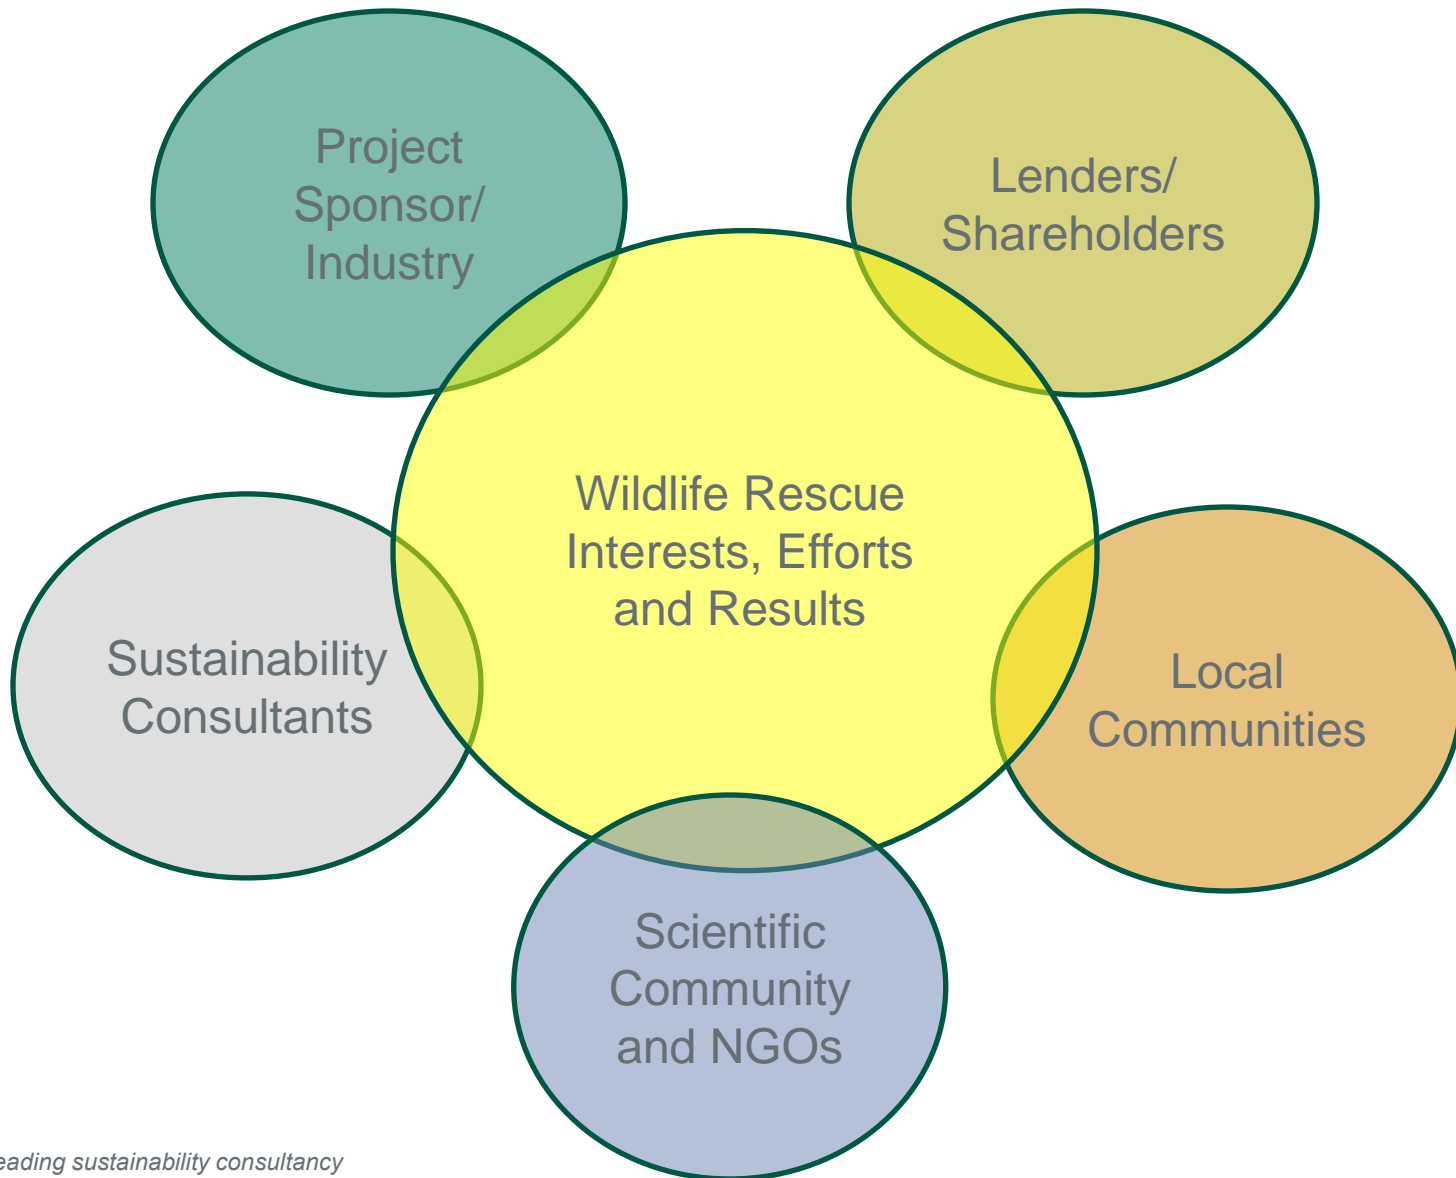 Project
Sponsor/
Industry
Lenders/
Shareholders
Wildlife Rescue
Interests, Efforts
and Results
Sustainability
Consultants
Local
Communities
Scientific
Community
and NGOs
eading sustainability consultancy